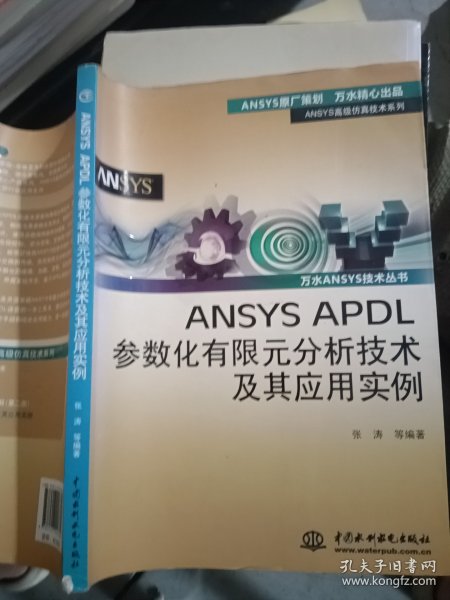 ANSYS原厂策划 万水精心出品
ANSYS高级仿真技术系列
ANSYS
万水ANSYS技术丛书
ANSYS APDL
参数化有限元分析技术
及其应用实例
张 涛 等编著
中国水利水电出版社
www.waterpub.com.cn
ANSYS APDL 参数化有限元分析技术及其应用实例
张 涛 等编著
中国水利水电出版社
孔夫子旧书网
kongfz.com